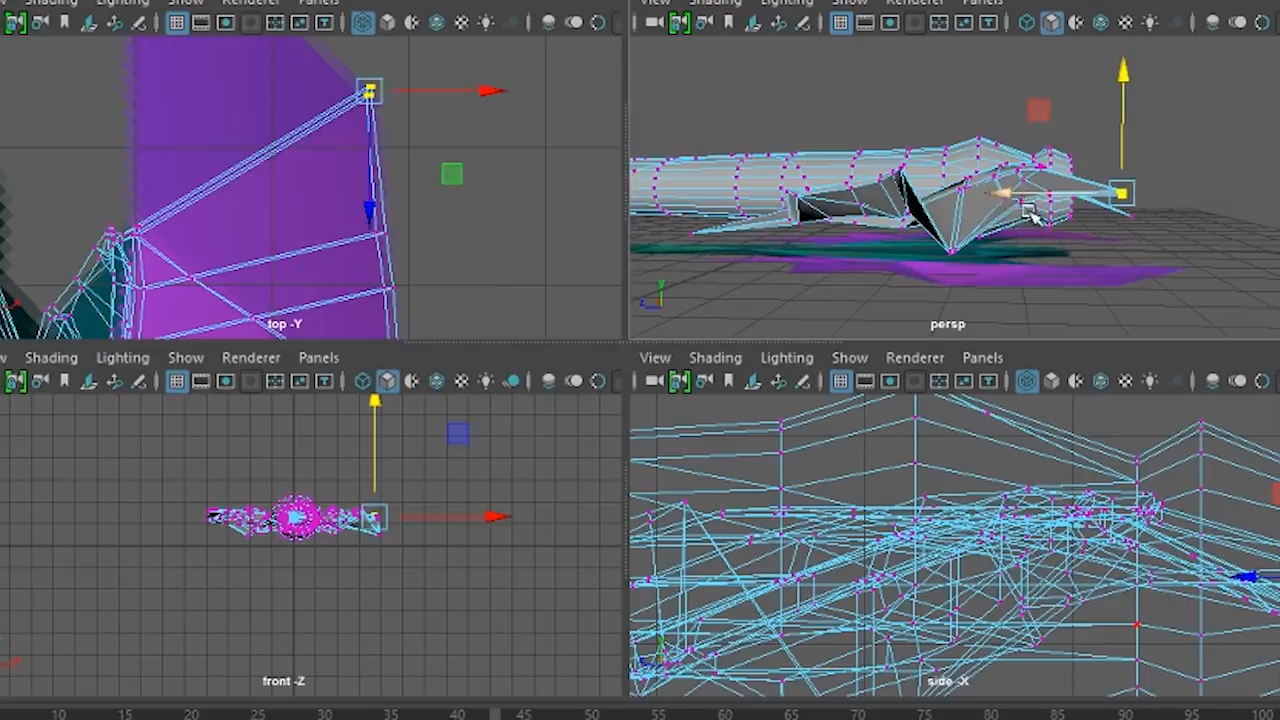 Shading Lighting Show Renderer Panels
View Shading Lighting Show Renderer Panels
top -Y
y
z
persp
Shading Lighting Show Renderer Panels
View Shading Lighting Show Renderer Panels
front -Z
side -X
10 15 20 25 30 35 40 45 50 55 60 65 70 75 80 85 90 95 100